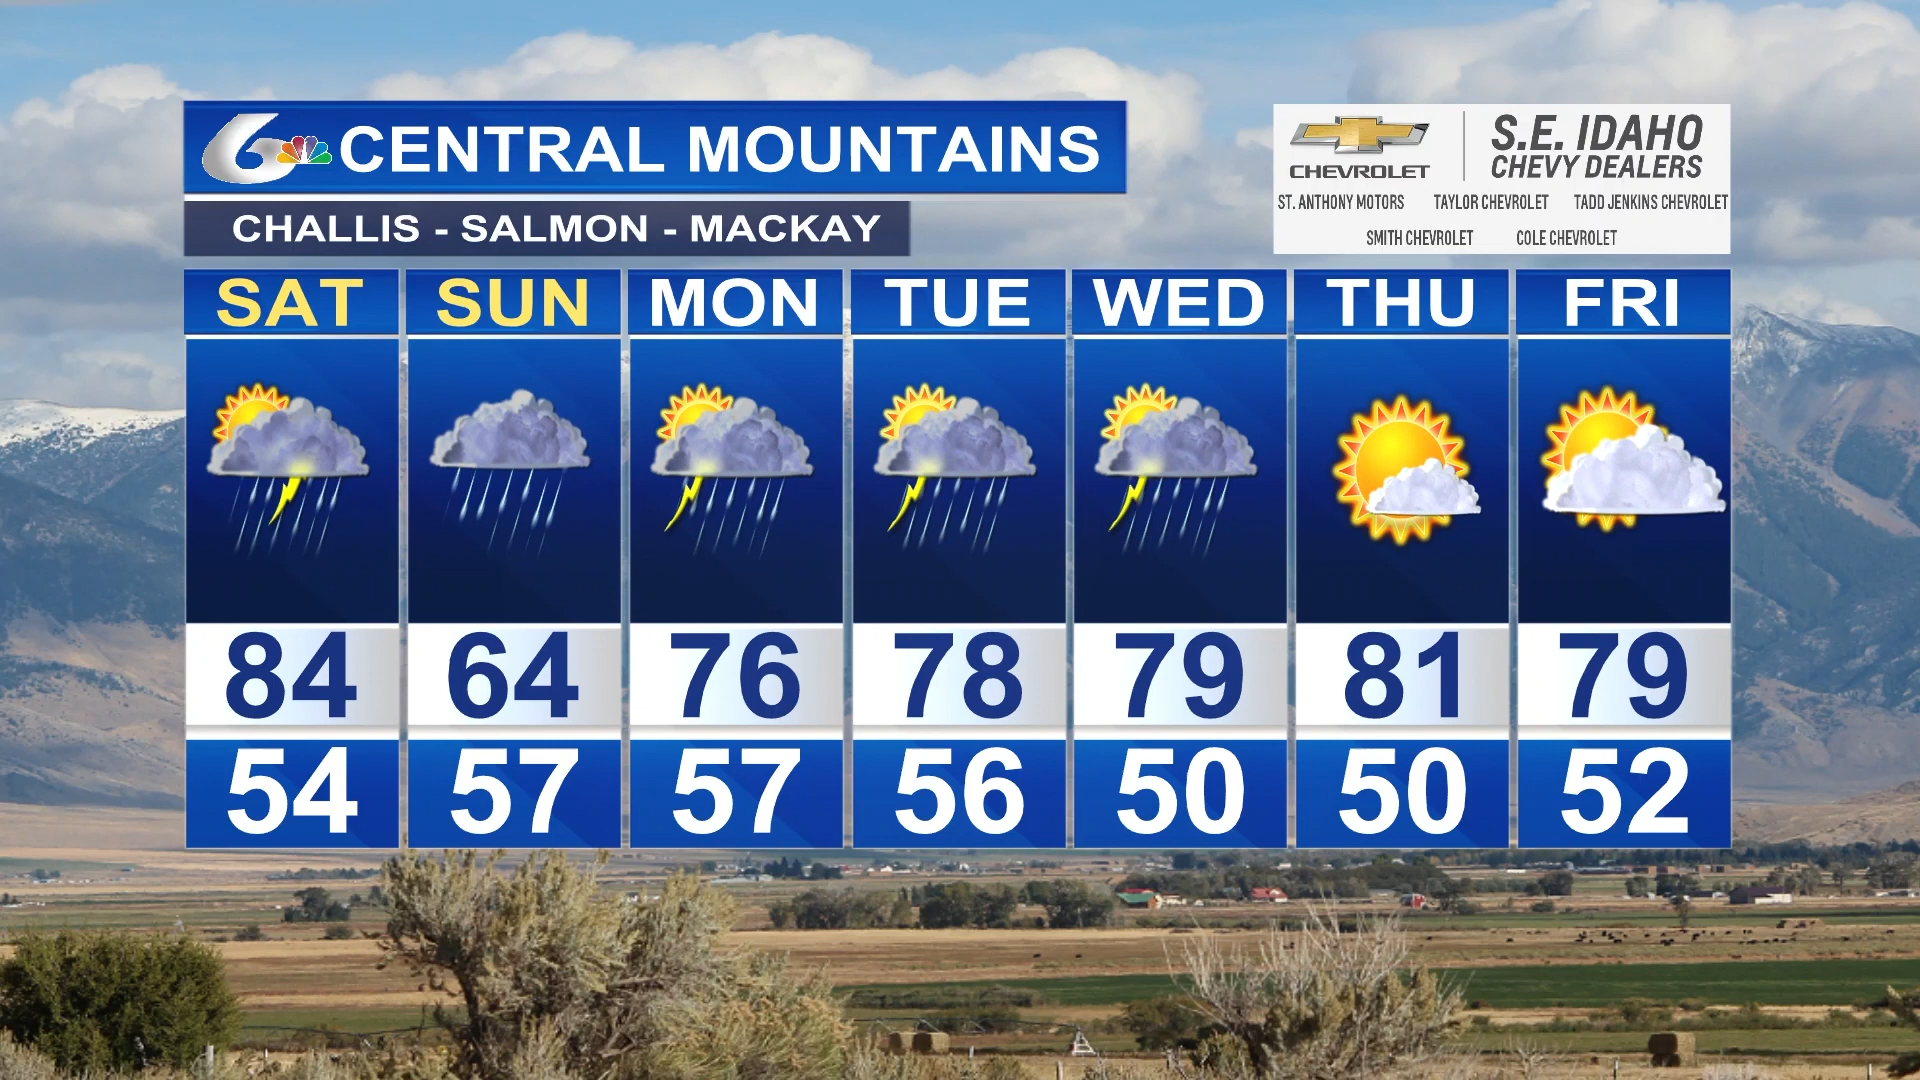 6 CENTRAL MOUNTAINS
CHALLIS - SALMON - MACKAY
CHEVROLET
S.E. IDAHO
CHEVY DEALERS
ST. ANTHONY MOTORS TAYLOR CHEVROLET TADD JENKINS CHEVROLET
SMITH CHEVROLET COLE CHEVROLET
SAT SUN MON TUE WED THU FRI
84 64 76 78 79 81 79
54 57 57 56 50 50 52